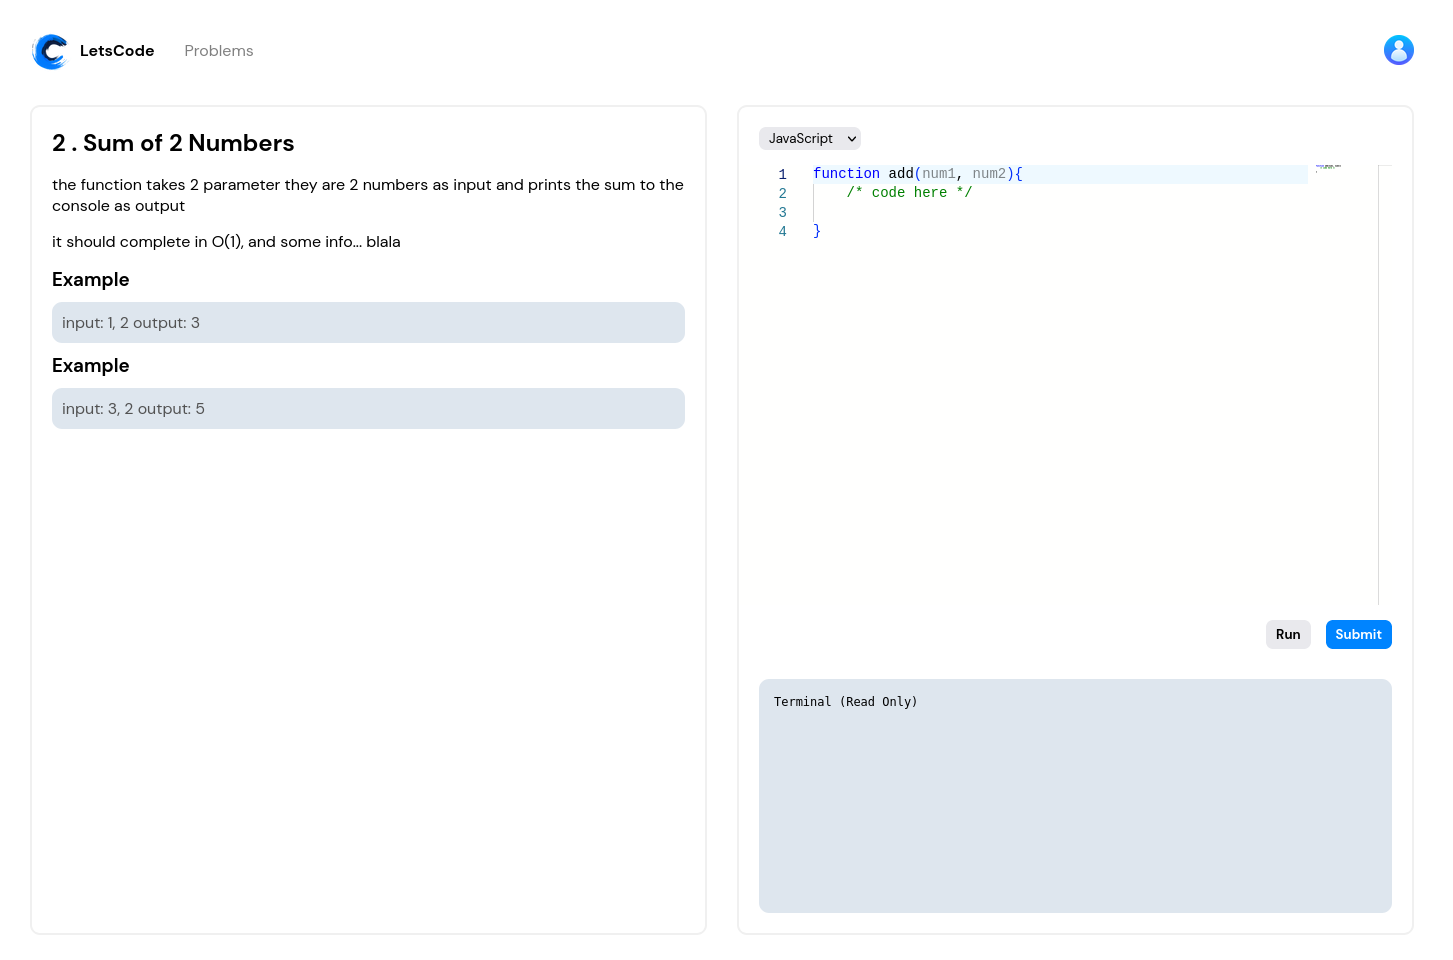 LetsCode
Problems
2 . Sum of 2 Numbers
the function takes 2 parameter they are 2 numbers as input and prints the sum to the
console as output
it should complete in O(1), and some info... blala
Example
input: 1, 2 output: 3
Example
input: 3, 2 output: 5
JavaScript
1 function add(num1, num2){
2     /* code here */
3
4 }
Run
Submit
Terminal (Read Only)